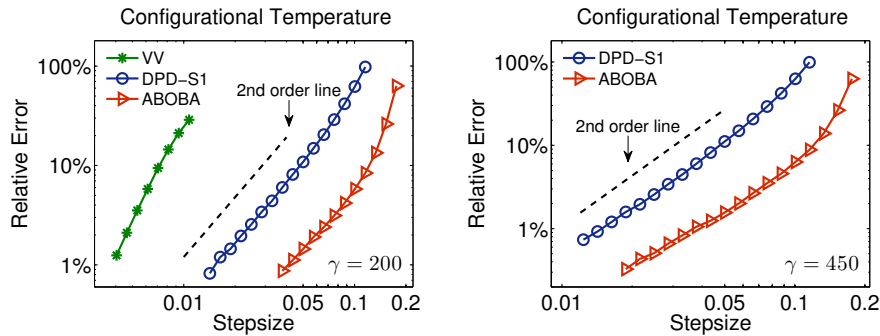 Configurational Temperature
VV
DPD-S1
ABOBA
2nd order line
100%
10%
1%
Relative Error
γ = 200
0.01
0.05
0.1
0.2
Stepsize
Configurational Temperature
DPD-S1
ABOBA
2nd order line
100%
10%
1%
Relative Error
γ = 450
0.01
0.05
0.1
0.2
Stepsize